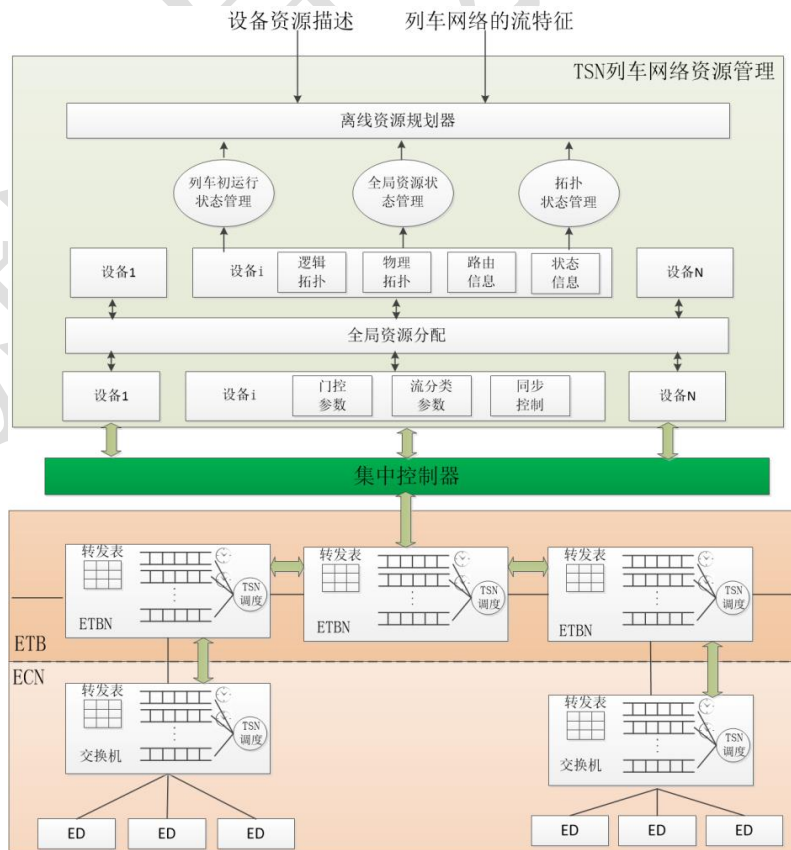 设备资源描述
列车网络的流特征
TSN列车网络资源管理
离线资源规划器
列车初运行
状态管理
全局资源状
态管理
拓扑
状态管理
设备1
设备i
逻辑
拓扑
物理
拓扑
路由
信息
状态
信息
设备N
全局资源分配
设备1
设备i
门控
参数
流分类
参数
同步
控制
设备N
集中控制器
转发表
TSN
调度
ETBN
转发表
TSN
调度
ETBN
转发表
TSN
调度
ETBN
ETB
ECN
转发表
TSN
调度
交换机
转发表
TSN
调度
交换机
ED
ED
ED
ED
ED
ED